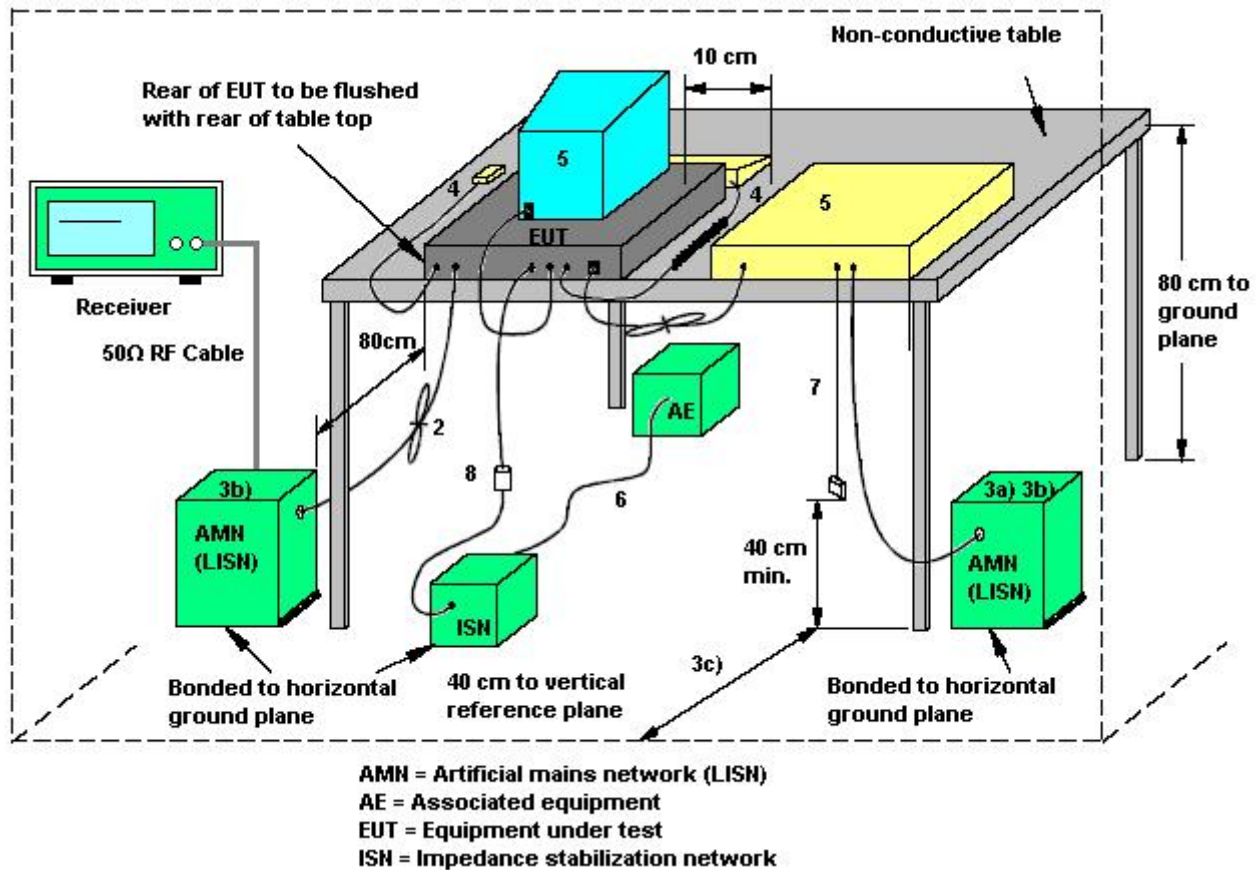 Non-conductive table
10 cm
Rear of EUT to be flushed
with rear of table top
5
4
4
5
EUT
Receiver
80 cm to
ground
plane
50Ω RF Cable
80cm
7
AE
2
8
3b)
6
3a) 3b)
AMN
(LISN)
40 cm
min.
AMN
(LISN)
ISN
3c)
Bonded to horizontal
ground plane
40 cm to vertical
reference plane
Bonded to horizontal
ground plane
AMN = Artificial mains network (LISN)
AE = Associated equipment
EUT = Equipment under test
ISN = Impedance stabilization network